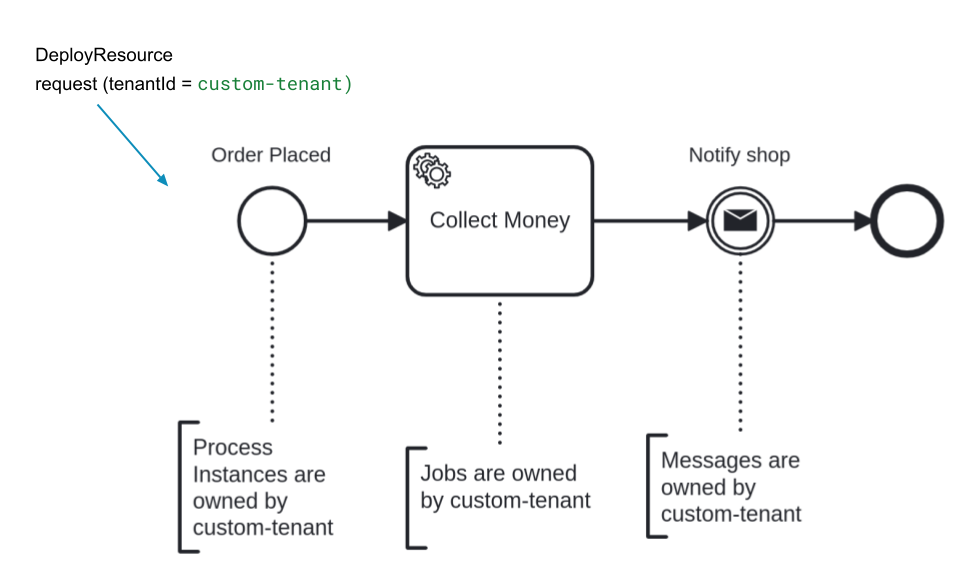 DeployResource
request (tenantId = custom-tenant)
Order Placed
Collect Money
Notify shop
Process
Instances are
owned by
custom-tenant
Jobs are owned
by custom-tenant
Messages are
owned by
custom-tenant